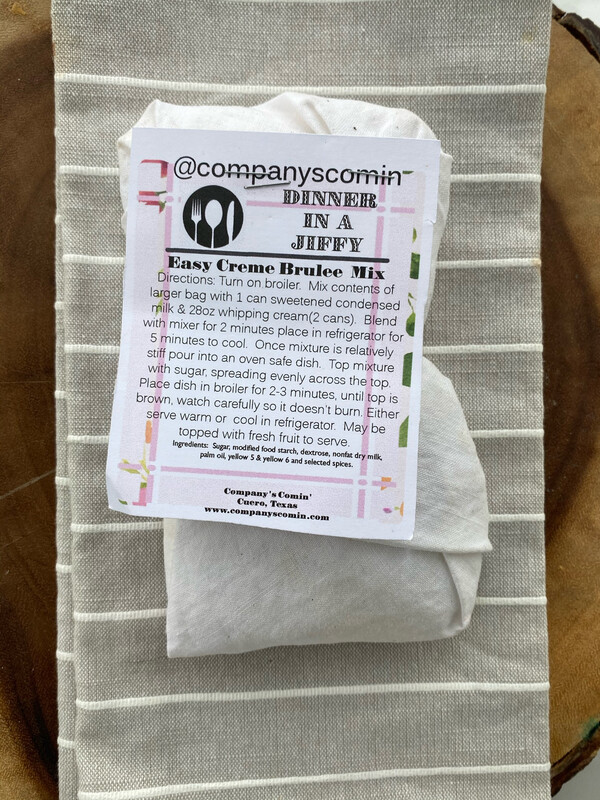 @companyscomin
DINNER
IN A
JIFFY
Easy Creme Brulee Mix
Directions: Turn on broiler. Mix contents of
larger bag with 1 can sweetened condensed
milk & 28oz whipping cream(2 cans). Blend
with mixer for 2 minutes place in refrigerator for
5 minutes to cool. Once mixture is relatively
stiff pour into an oven safe dish. Top mixture
with sugar, spreading evenly across the top.
Place dish in broiler for 2-3 minutes, until top is
brown, watch carefully so it doesn't burn. Either
serve warm or cool in refrigerator. May be
topped with fresh fruit to serve.
Ingredients: Sugar, modified food starch, dextrose, nonfat dry milk,
palm oil, yellow 5 & yellow 6 and selected spices.
Company's Comin'
Cuero, Texas
www.companyscomin.com